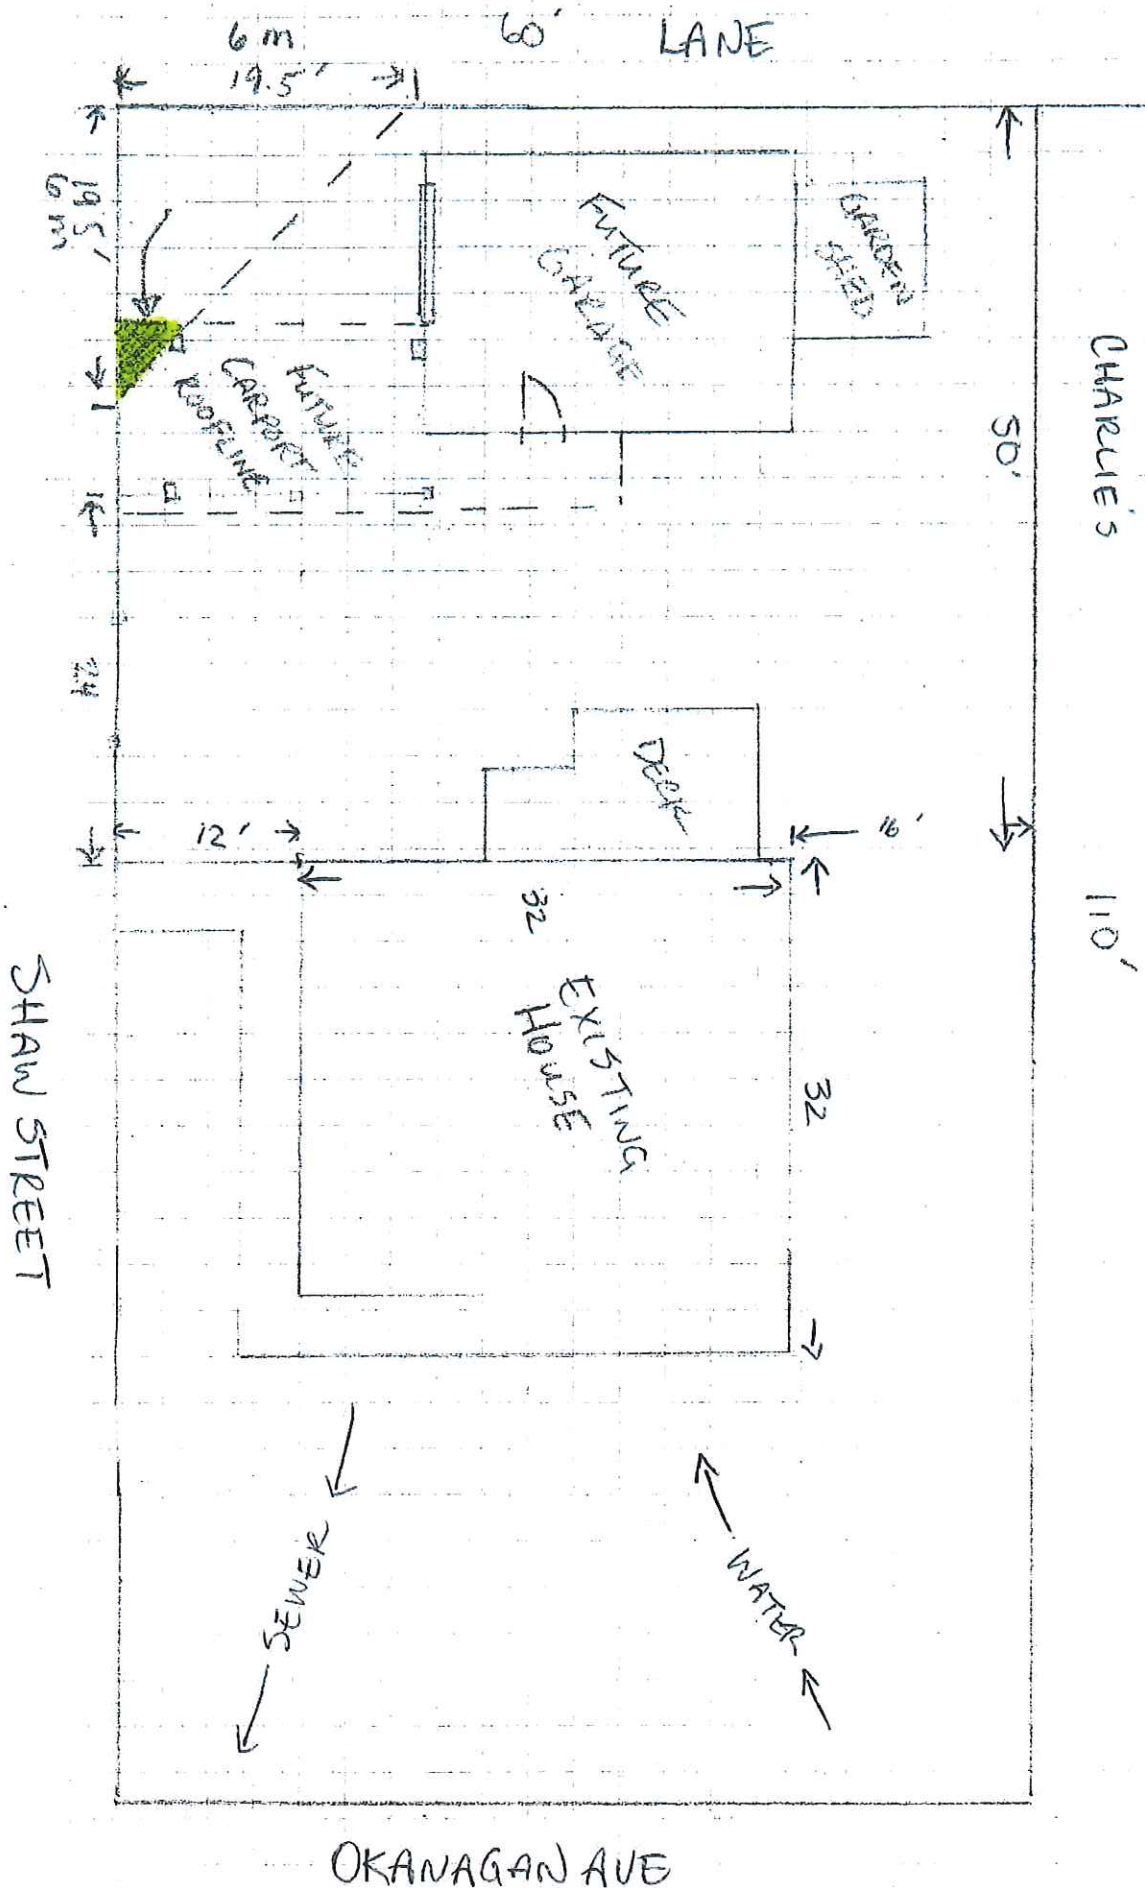 6 m
60'
LANE
19.5'
19.5'
6 m
FUTURE
GARAGE
GARDEN
SHED
CHARLIE'S
50'
FUTURE
CARPORT
ROOFLINE
24
DECK
12'
16'
32
EXISTING
HOUSE
32
110'
SHAW STREET
SEWER
WATER
OKANAGAN AVE